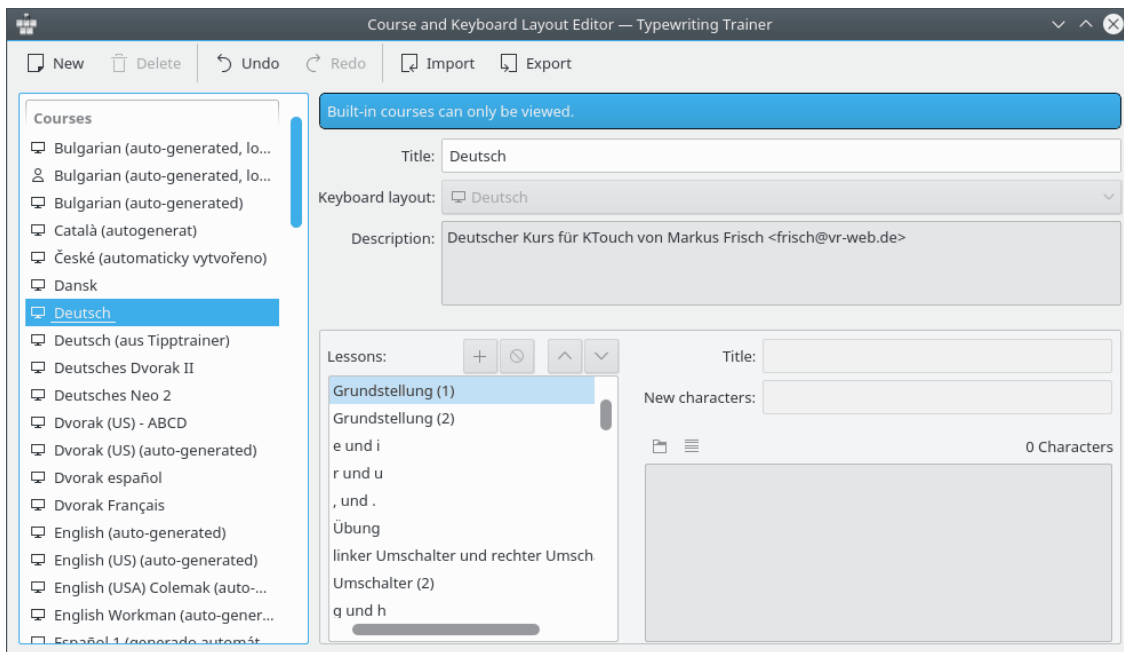 Course and Keyboard Layout Editor — Typewriting Trainer
New Delete Undo Redo Import Export
Courses
Bulgarian (auto-generated, lo...
Bulgarian (auto-generated, lo...
Bulgarian (auto-generated)
Català (autogenerat)
České (automaticky vytvořeno)
Dansk
Deutsch
Deutsch (aus Tipptrainer)
Deutsches Dvorak II
Deutsches Neo 2
Dvorak (US) - ABCD
Dvorak (US) (auto-generated)
Dvorak español
Dvorak Français
English (auto-generated)
English (US) (auto-generated)
English (USA) Colemak (auto-...
English Workman (auto-gener...
Español 1 (generado automát
Built-in courses can only be viewed.
Title: Deutsch
Keyboard layout: Deutsch
Description: Deutscher Kurs für KTouch von Markus Frisch <frisch@vr-web.de>
Lessons:
Grundstellung (1)
Grundstellung (2)
e und i
r und u
, und .
Übung
linker Umschalter und rechter Umsch
Umschalter (2)
g und h
Title:
New characters:
0 Characters